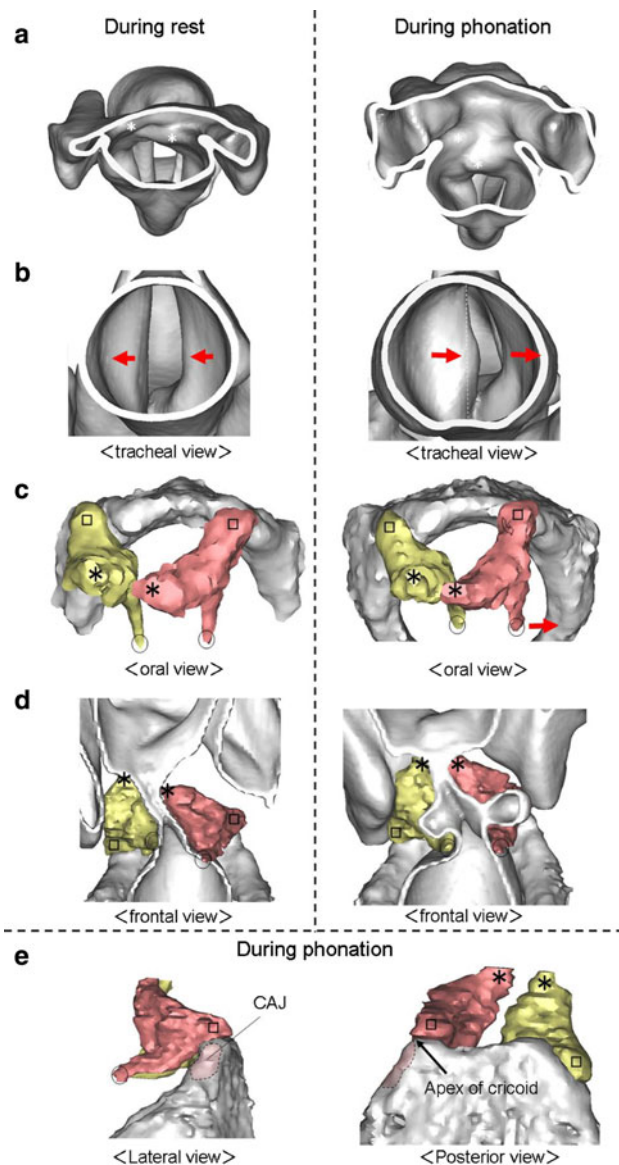 During rest
During phonation
a
b
<tracheal view>
<tracheal view>
c
<oral view>
<oral view>
d
<frontal view>
<frontal view>
During phonation
e
CAJ
Apex of cricoid
<Lateral view>
<Posterior view>